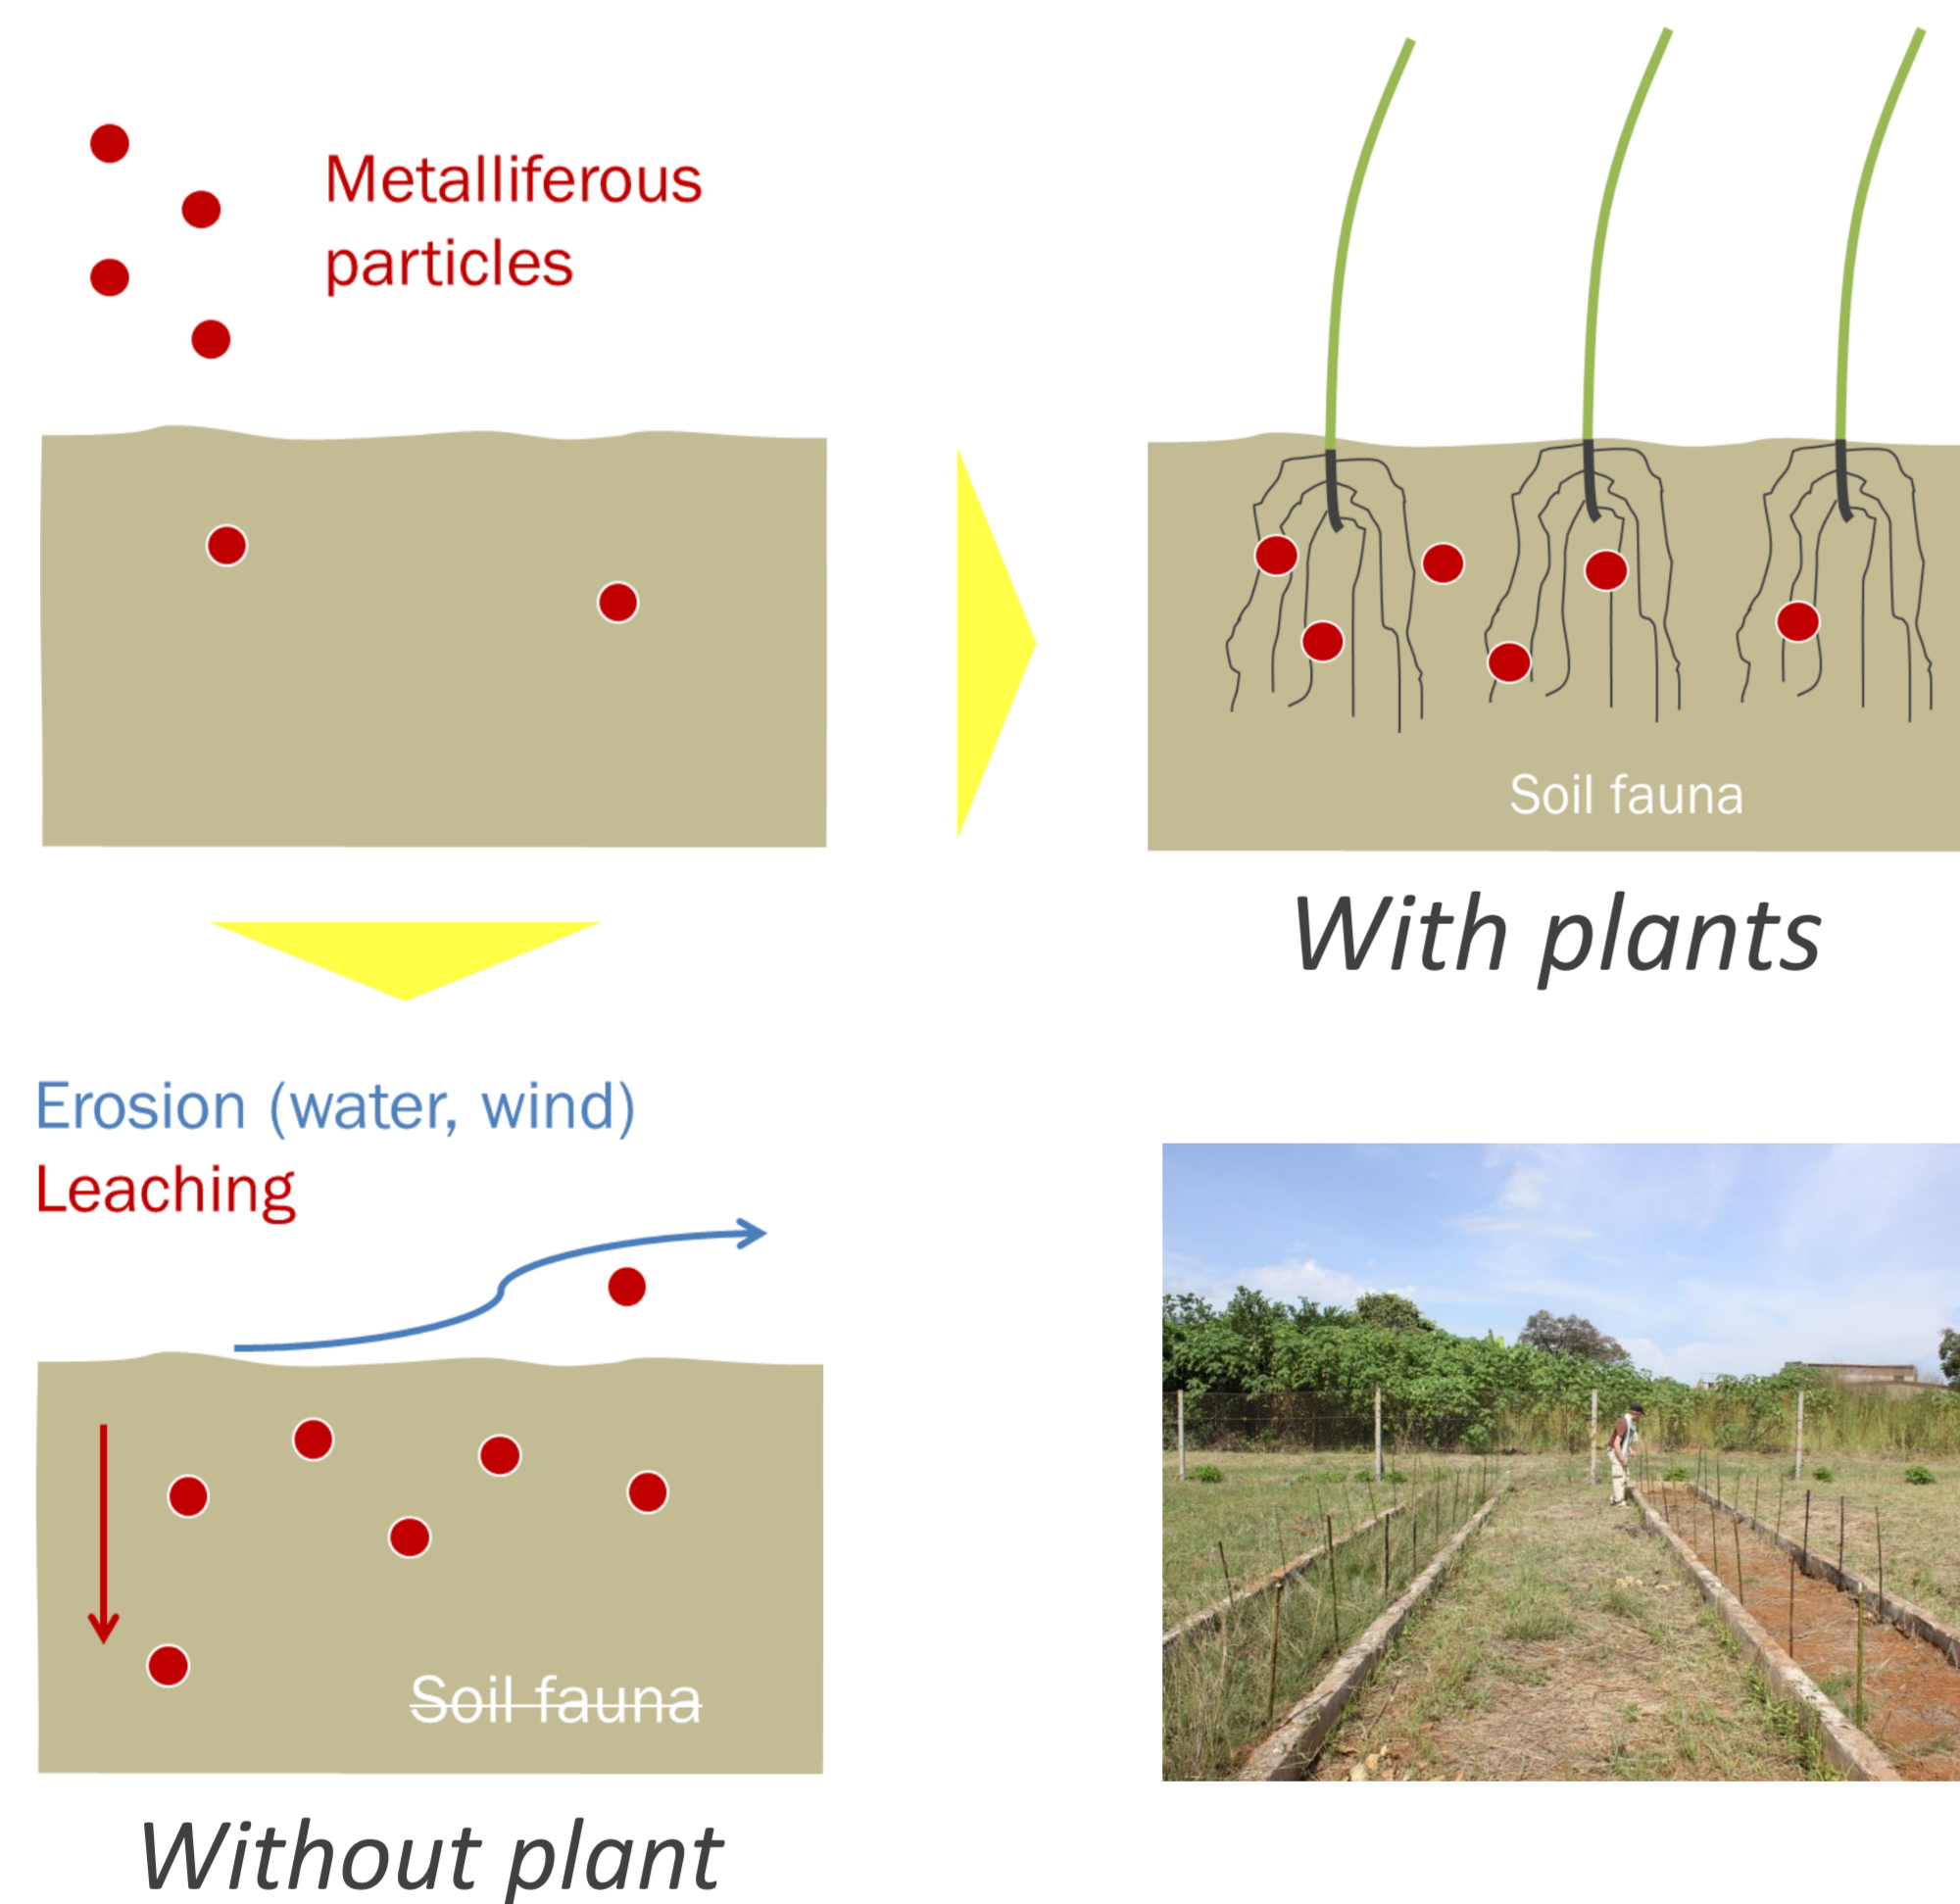 Metalliferous
particles
Soil fauna
With plants
Erosion (water, wind)
Leaching
Soil fauna
Without plant